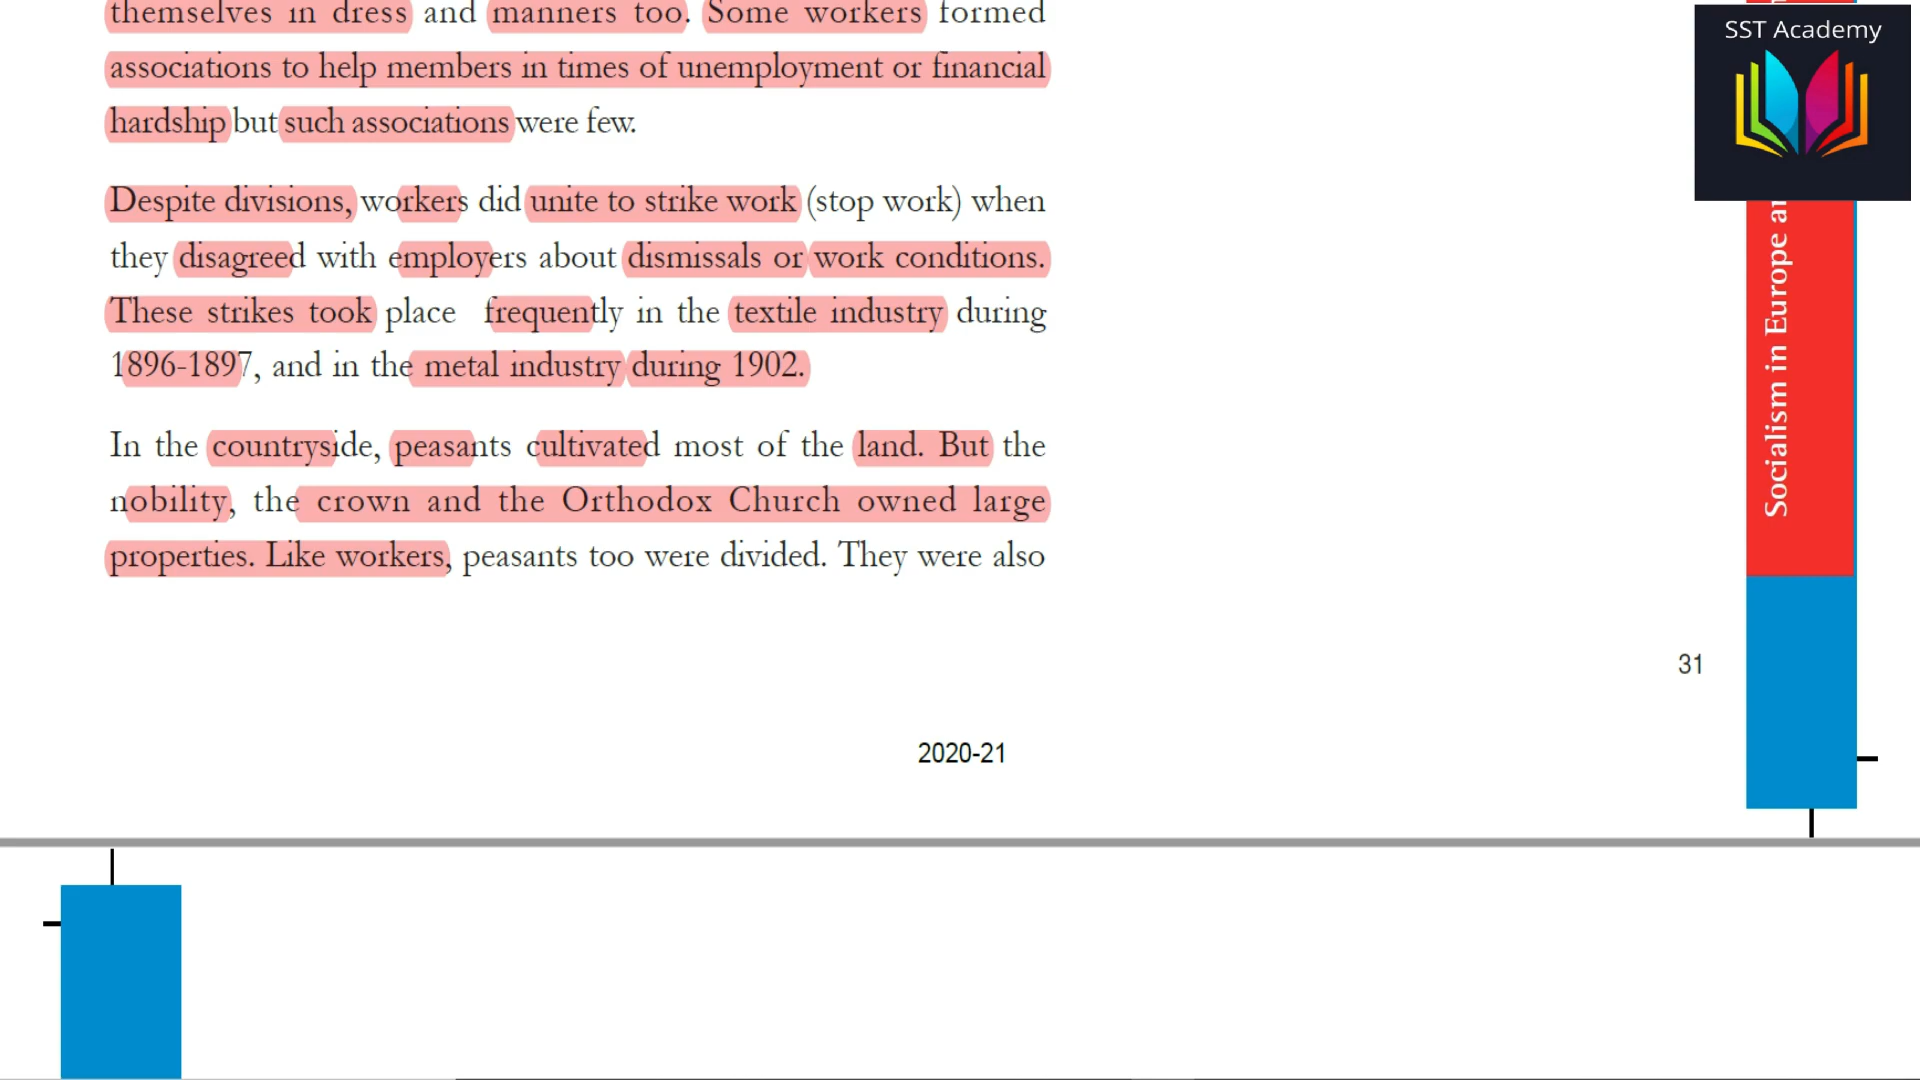 themselves in dress and manners too. Some workers formed
associations to help members in times of unemployment or financial
hardship but such associations were few.
Despite divisions, workers did unite to strike work (stop work) when
they disagreed with employers about dismissals or work conditions.
These strikes took place frequently in the textile industry during
1896-1897, and in the metal industry during 1902.
In the countryside, peasants cultivated most of the land. But the
nobility, the crown and the Orthodox Church owned large
properties. Like workers, peasants too were divided. They were also
31
2020-21
SST Academy
Socialism in Europe